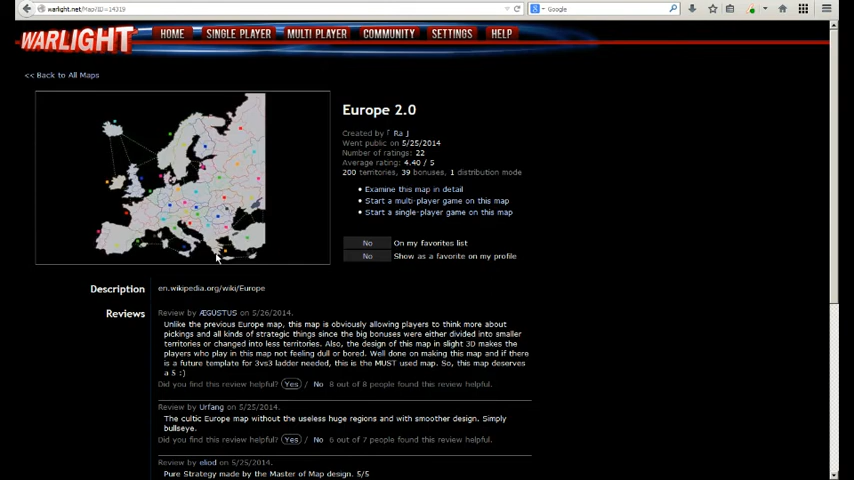 warlight.net/Map?ID=14319
Google
WARLIGHT
HOME
SINGLE PLAYER
MULTI PLAYER
COMMUNITY
SETTINGS
HELP
<< Back to All Maps
Europe 2.0
Created by 「 Ra 」
Went public on 5/25/2014
Number of ratings: 22
Average rating: 4.40 / 5
200 territories, 39 bonuses, 1 distribution mode
Examine this map in detail
Start a multi-player game on this map
Start a single-player game on this map
No On my favorites list
No Show as a favorite on my profile
Description en.wikipedia.org/wiki/Europe
Reviews
Review by ÆGUSTUS on 5/26/2014.
Unlike the previous Europe map, this map is obviously allowing players to think more about
pickings and all kinds of strategic things since the big bonuses were either divided into smaller
territories or changed into less territories. Also, the design of this map in slight 3D makes the
players who play in this map not feeling dull or bored. Well done on making this map and if there
is a future template for 3vs3 ladder needed, this is the MUST used map. So, this map deserves
a 5 :)
Did you find this review helpful? Yes / No 8 out of 8 people found this review helpful.
Review by Urfang on 5/25/2014.
The cultic Europe map without the useless huge regions and with smoother design. Simply
bullseye.
Did you find this review helpful? Yes / No 6 out of 7 people found this review helpful.
Review by eliod on 5/25/2014.
Pure Strategy made by the Master of Map design. 5/5